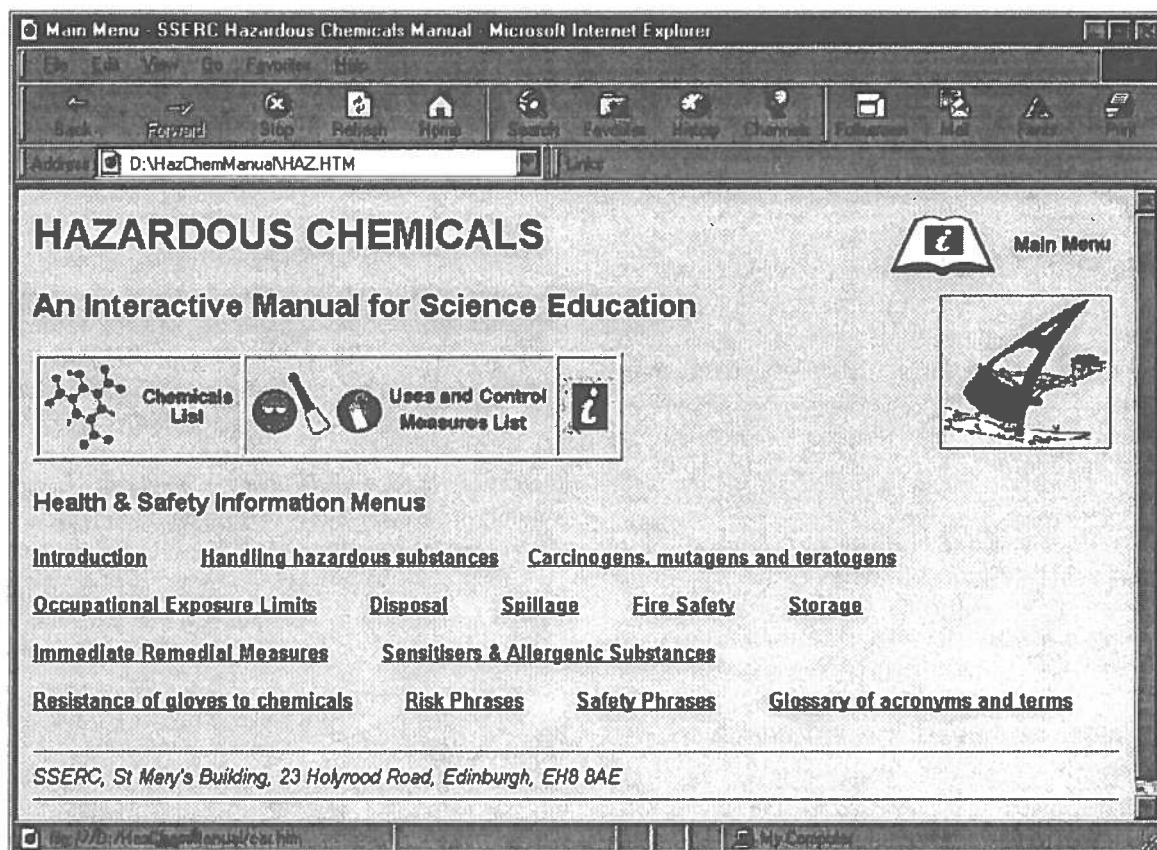 Main Menu - SSERC Hazardous Chemicals Manual - Microsoft Internet Explorer
File Edit View Go Favorites Help
Back Forward Stop Refresh Home Search Favorites History Channels Fullscreen Mail Fonts Print
Address D:\HazChemManual\HAZ.HTM Links
HAZARDOUS CHEMICALS
Main Menu
An Interactive Manual for Science Education
Chemicals List
Uses and Control Measures List
Health & Safety Information Menus
Introduction Handling hazardous substances Carcinogens, mutagens and teratogens
Occupational Exposure Limits Disposal Spillage Fire Safety Storage
Immediate Remedial Measures Sensitisers & Allergenic Substances
Resistance of gloves to chemicals Risk Phrases Safety Phrases Glossary of acronyms and terms
SSERC, St Mary's Building, 23 Holyrood Road, Edinburgh, EH8 8AE
My Computer